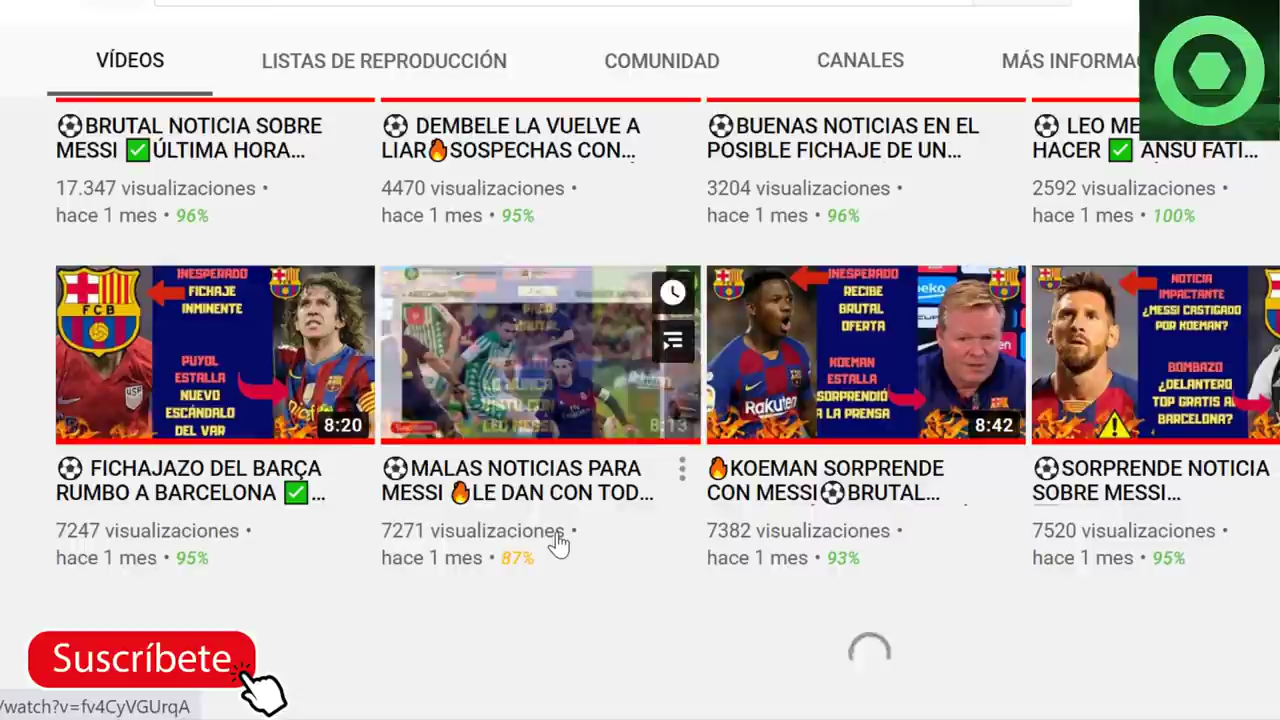 VÍDEOS
LISTAS DE REPRODUCCIÓN
COMUNIDAD
CANALES
MÁS INFORMA
⚽BRUTAL NOTICIA SOBRE
MESSI ✅ÚLTIMA HORA...
17.347 visualizaciones •
hace 1 mes • 96%
⚽ DEMBELE LA VUELVE A
LIAR🔥SOSPECHAS CON...
4470 visualizaciones •
hace 1 mes • 95%
⚽BUENAS NOTICIAS EN EL
POSIBLE FICHAJE DE UN...
3204 visualizaciones •
hace 1 mes • 96%
⚽ LEO ME
HACER ✅ ANSU FATI...
2592 visualizaciones •
hace 1 mes • 100%
FCB
INESPERADO
FICHAJE
INMINENTE
PUYOL
ESTALLA
NUEVO
ESCÁNDALO
DEL VAR
8:20
8:13
INESPERADO
RECIBE
BRUTAL
OFERTA
KOEMAN
ESTALLA
SORPRENDIÓ
A LA PRENSA
Rakuten
beko
8:42
NOTICIA
IMPACTANTE
¿MESSI CASTIGADO
POR KOEMAN?
BOMBAZO
¿DELANTERO
TOP GRATIS AL
BARCELONA?
⚽ FICHAJAZO DEL BARÇA
RUMBO A BARCELONA ✅...
7247 visualizaciones •
hace 1 mes • 95%
⚽MALAS NOTICIAS PARA
MESSI 🔥LE DAN CON TOD...
7271 visualizaciones •
hace 1 mes • 87%
🔥KOEMAN SORPRENDE
CON MESSI⚽BRUTAL...
7382 visualizaciones •
hace 1 mes • 93%
⚽SORPRENDE NOTICIA
SOBRE MESSI...
7520 visualizaciones •
hace 1 mes • 95%
Suscríbete
/watch?v=fv4CyVGUrqA